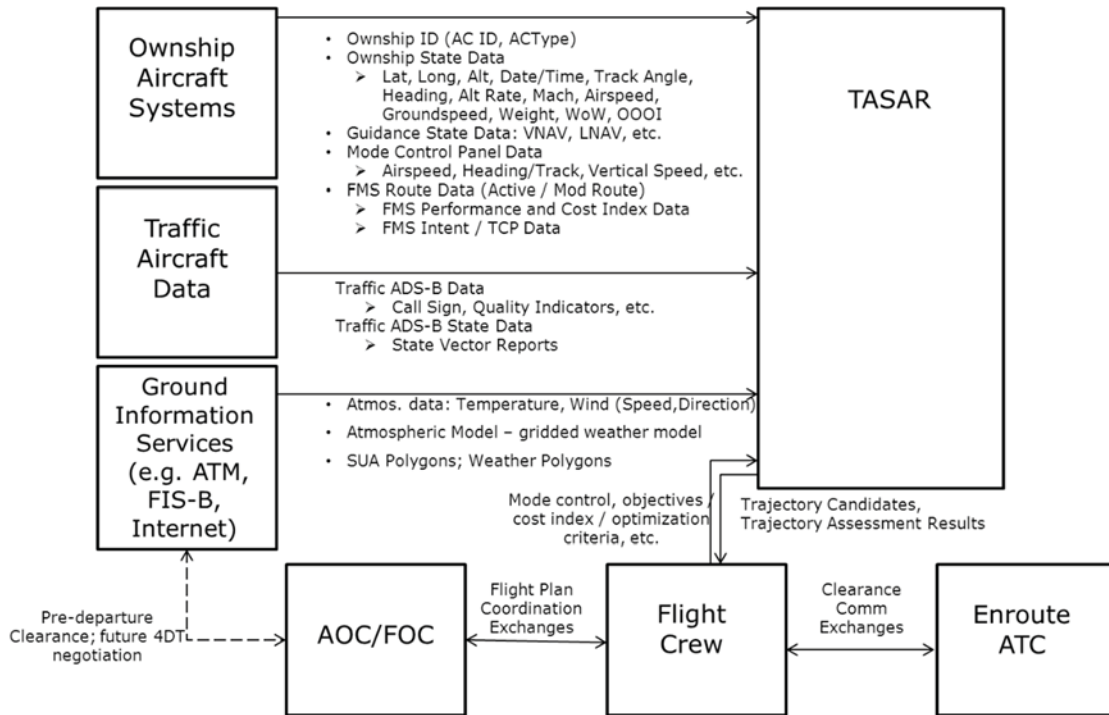 Ownship
Aircraft
Systems
• Ownship ID (AC ID, ACType)
• Ownship State Data
➢ Lat, Long, Alt, Date/Time, Track Angle,
Heading, Alt Rate, Mach, Airspeed,
Groundspeed, Weight, WoW, OOOI
• Guidance State Data: VNAV, LNAV, etc.
• Mode Control Panel Data
➢ Airspeed, Heading/Track, Vertical Speed, etc.
• FMS Route Data (Active / Mod Route)
➢ FMS Performance and Cost Index Data
➢ FMS Intent / TCP Data
TASAR
Traffic
Aircraft
Data
Traffic ADS-B Data
➢ Call Sign, Quality Indicators, etc.
Traffic ADS-B State Data
➢ State Vector Reports
Ground
Information
Services
(e.g. ATM,
FIS-B,
Internet)
• Atmos. data: Temperature, Wind (Speed,Direction)
• Atmospheric Model – gridded weather model
• SUA Polygons; Weather Polygons
Mode control, objectives /
cost index / optimization
criteria, etc.
Trajectory Candidates,
Trajectory Assessment Results
Pre-departure
Clearance; future 4DT
negotiation
AOC/FOC
Flight Plan
Coordination
Exchanges
Flight
Crew
Clearance
Comm
Exchanges
Enroute
ATC